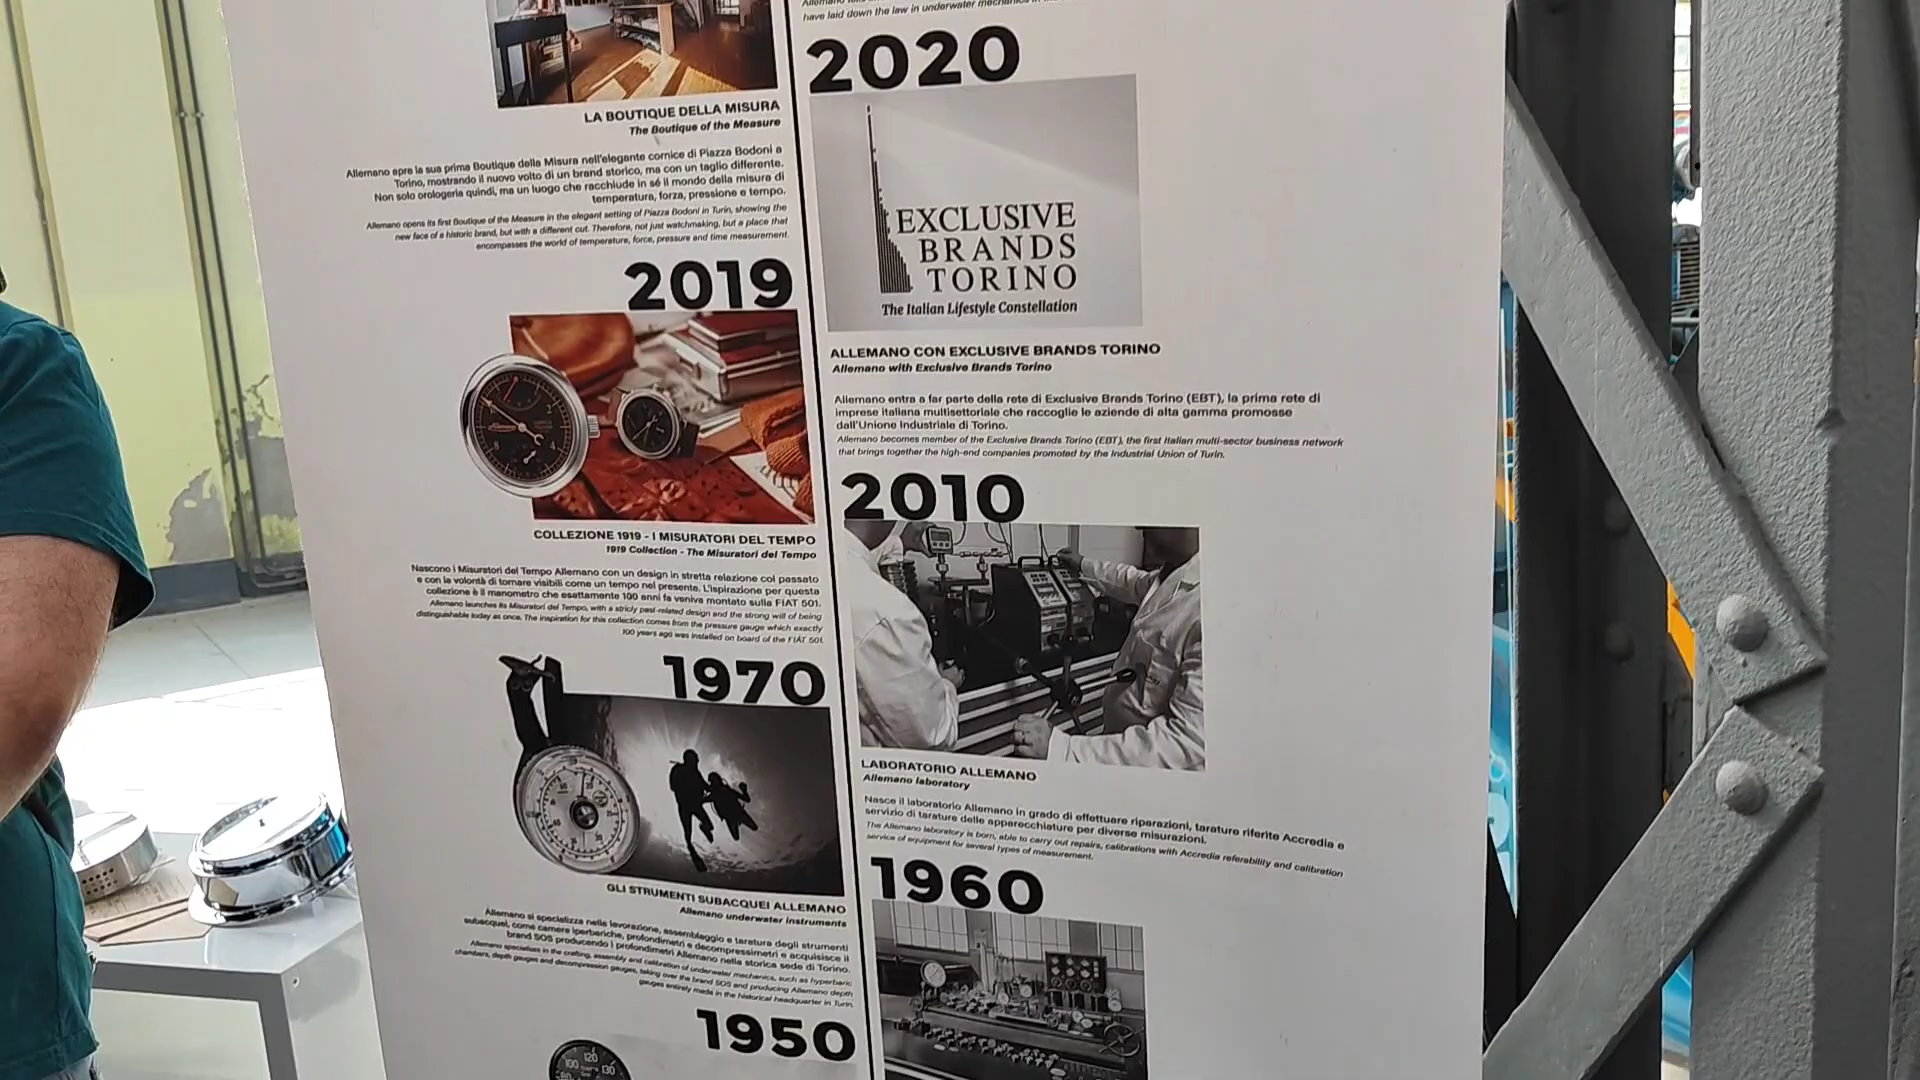 have laid down the law in underwater mechanics
LA BOUTIQUE DELLA MISURA
The Boutique of the Measure
Allemano apre la sua prima Boutique della Misura nell'elegante cornice di Piazza Bodoni a
Torino, mostrando il nuovo volto di un brand storico, ma con un taglio differente.
Non solo orologeria quindi, ma un luogo che racchiude in sé il mondo della misura di
temperatura, forza, pressione e tempo.
Allemano opens its first Boutique of the Measure in the elegant setting of Piazza Bodoni in Turin, showing the
new face of a historic brand, but with a different cut. Therefore, not just watchmaking, but a place that
encompasses the world of temperature, force, pressure and time measurement.
2020
EXCLUSIVE
BRANDS
TORINO
The Italian Lifestyle Constellation
ALLEMANO CON EXCLUSIVE BRANDS TORINO
Allemano with Exclusive Brands Torino
Allemano entra a far parte della rete di Exclusive Brands Torino (EBT), la prima rete di
imprese italiana multisettoriale che raccoglie le aziende di alta gamma promosse
dall'Unione Industriale di Torino.
Allemano becomes member of the Exclusive Brands Torino (EBT), the first Italian multi-sector business network
that brings together the high-end companies promoted by the Industrial Union of Turin.
2019
COLLEZIONE 1919 - I MISURATORI DEL TEMPO
1919 Collection - The Misuratori del Tempo
Nascono i Misuratori del Tempo Allemano con un design in stretta relazione col passato
e con la volontà di tornare visibili come un tempo nel presente. L'ispirazione per questa
collezione è il manometro che esattamente 100 anni fa veniva montato sulla FIAT 501.
Allemano launches its Misuratori del Tempo, with a stricly past-related design and the strong will of being
distinguishable today as once. The inspiration for this collection comes from the pressure gauge which exactly
100 years ago was installed on board of the FIAT 501.
2010
LABORATORIO ALLEMANO
Allemano laboratory
Nasce il laboratorio Allemano in grado di effettuare riparazioni, tarature riferite Accredia e
servizio di tarature delle apparecchiature per diverse misurazioni.
The Allemano laboratory is born, able to carry out repairs, calibrations with Accredia referability and calibration
service of equipment for several types of measurement.
1970
GLI STRUMENTI SUBACQUEI ALLEMANO
Allemano underwater instruments
Allemano si specializza nella lavorazione, assemblaggio e taratura degli strumenti
subacquei, come camere iperbariche, profondimetri e decompressimetri e acquisisce il
brand SOS producendo i profondimetri Allemano nella storica sede di Torino.
Allemano specialises in the crafting, assembly and calibration of underwater mechanics, such as hyperbaric
chambers, depth gauges and decompression gauges, taking over the brand SOS and producing Allemano depth
gauges entirely made in the historical headquarter in Turin.
1960
1950
100
120
130